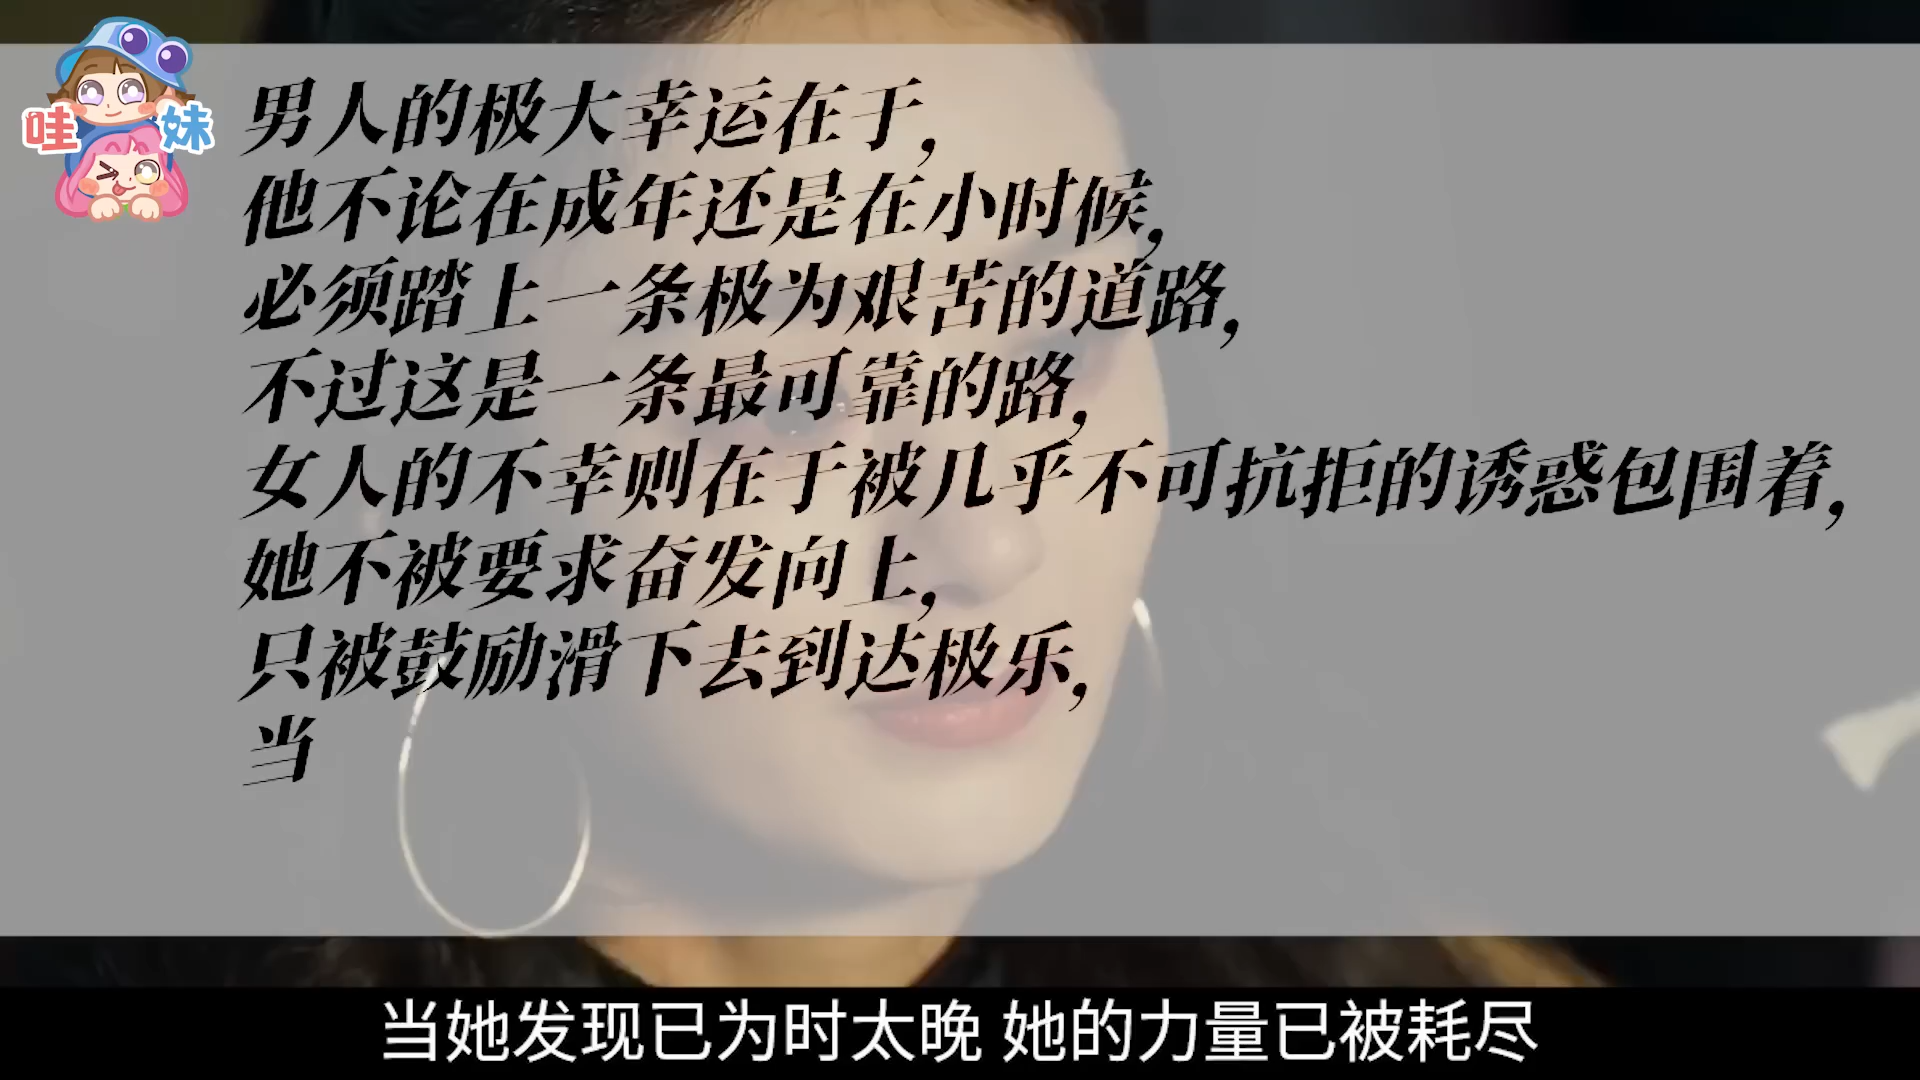 哇妹
男人的极大幸运在于,
他不论在成年还是在小时候,
必须踏上一条极为艰苦的道路,
不过这是一条最可靠的路,
女人的不幸则在于被几乎不可抗拒的诱惑包围着,
她不被要求奋发向上,
只被鼓励滑下去到达极乐,
当
当她发现已为时太晚 她的力量已被耗尽